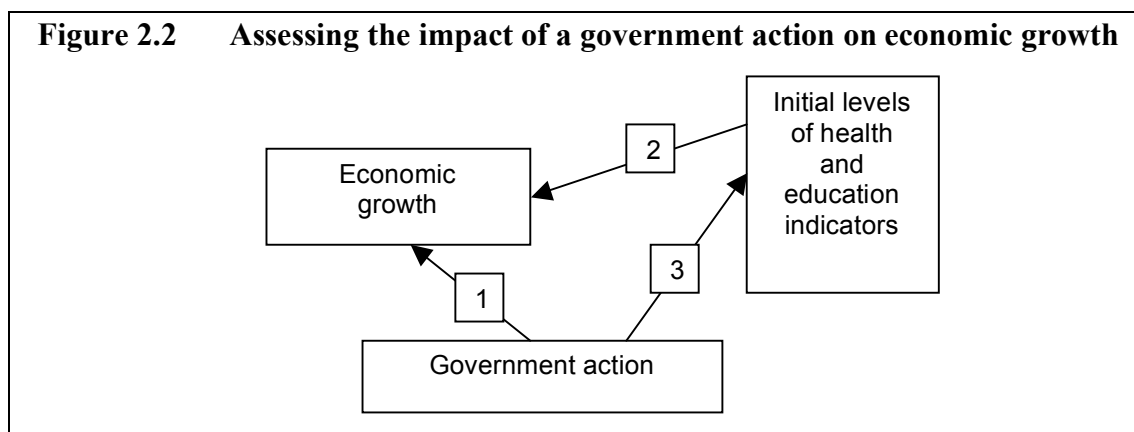 Figure 2.2 Assessing the impact of a government action on economic growth
Initial levels
of health
and
education
indicators
2
Economic
growth
3
1
Government action